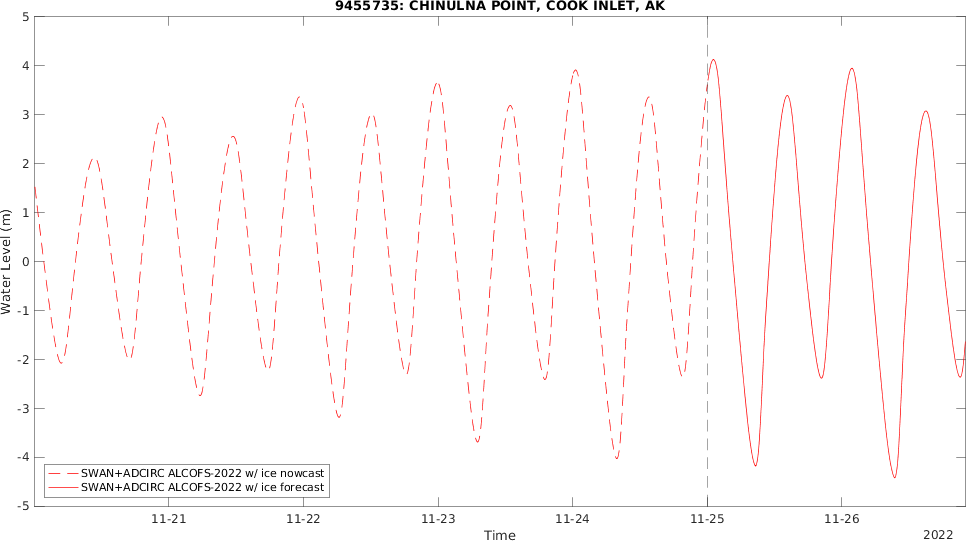 9455735: CHINULNA POINT, COOK INLET, AK
5
4
3
2
1
0
-1
-2
-3
-4
-5
Water Level (m)
SWAN+ADCIRC ALCOFS-2022 w/ ice nowcast
SWAN+ADCIRC ALCOFS-2022 w/ ice forecast
11-21 11-22 11-23 11-24 11-25 11-26
Time
2022